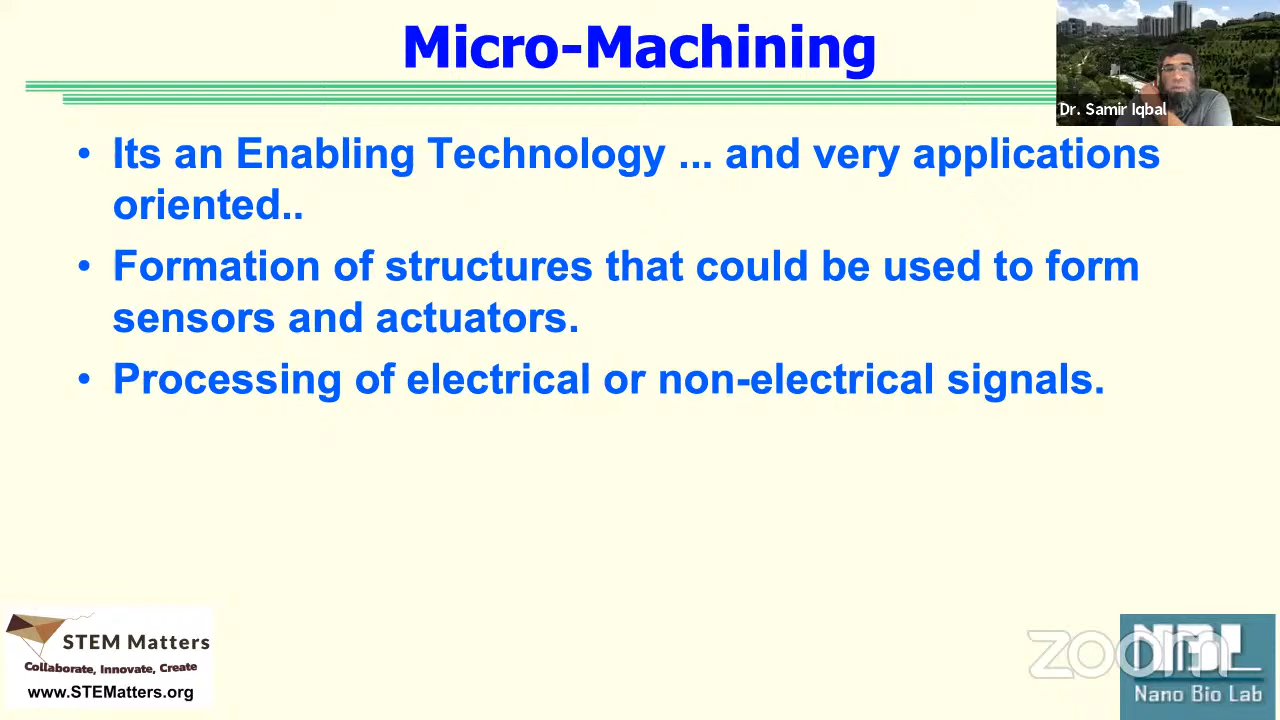 Micro-Machining
Dr. Samir Iqbal
• Its an Enabling Technology ... and very applications
oriented..
• Formation of structures that could be used to form
sensors and actuators.
• Processing of electrical or non-electrical signals.
STEM Matters
Collaborate, Innovate, Create
www.STEMatters.org
zoom
NBL
Nano Bio Lab